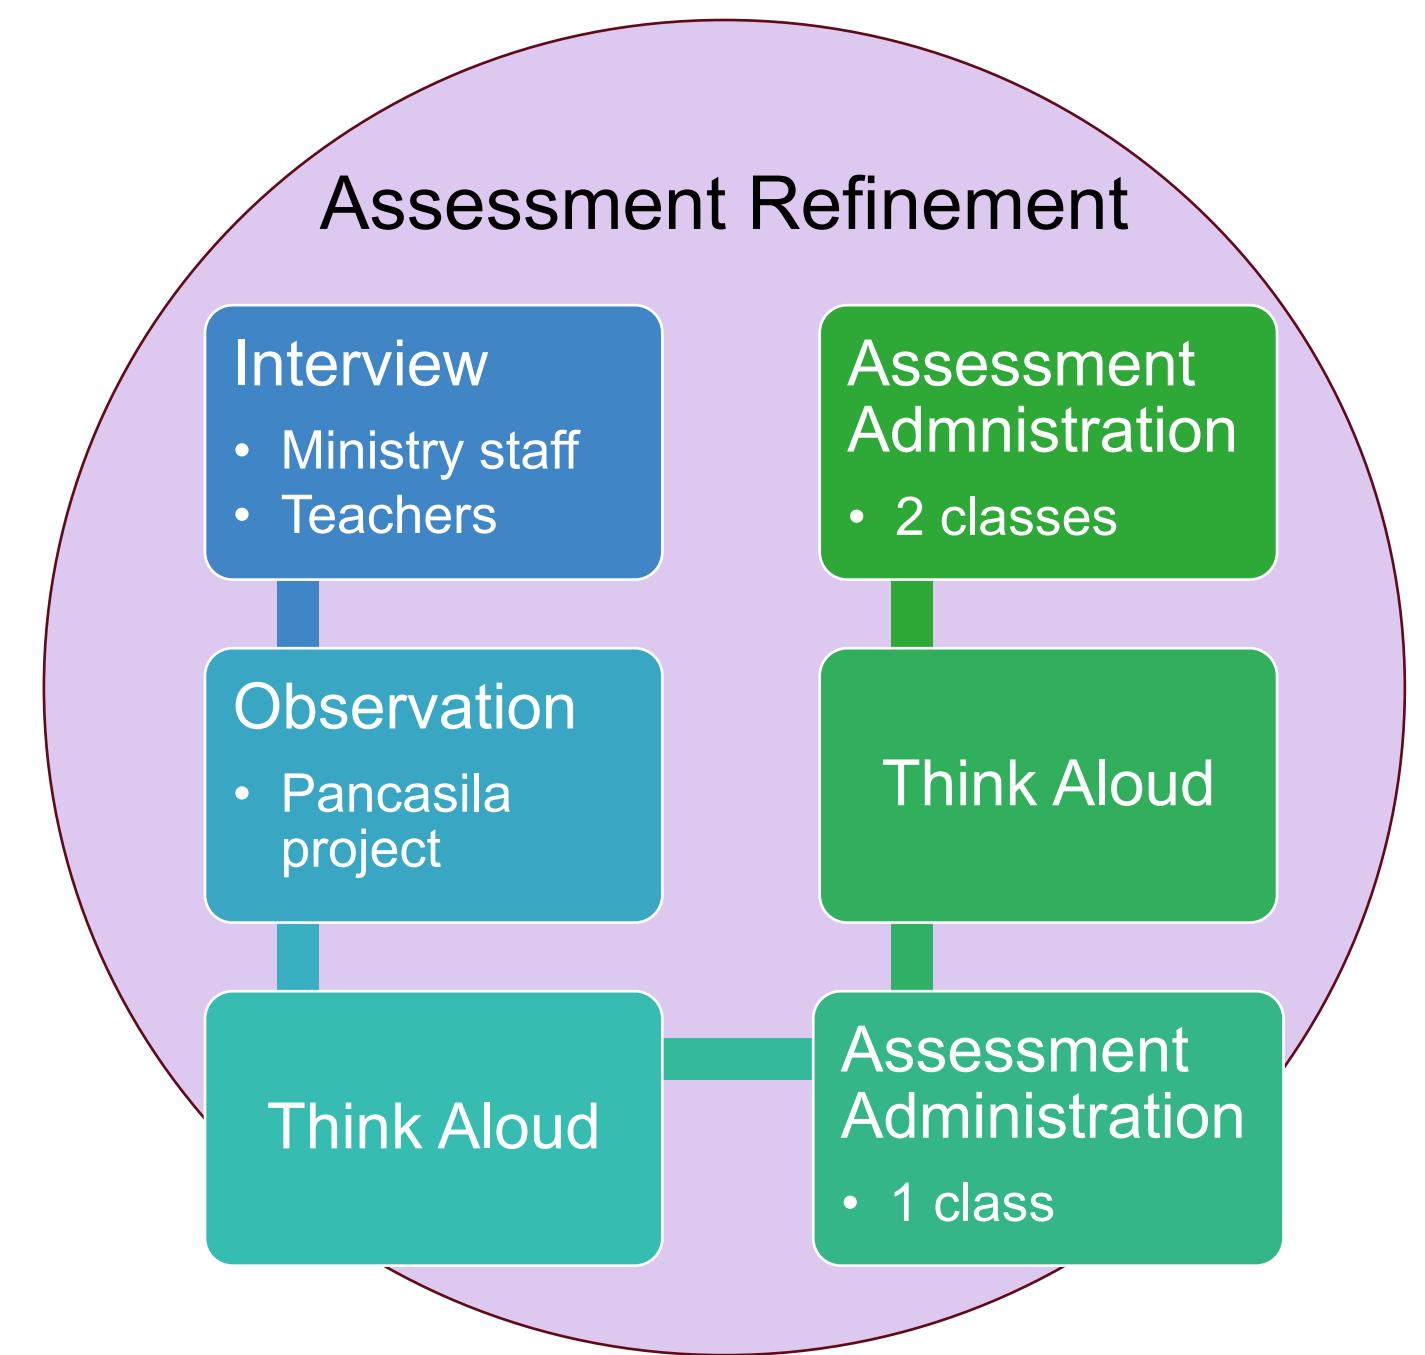 Assessment Refinement
Interview
• Ministry staff
• Teachers
Observation
• Pancasila
project
Think Aloud
Assessment
Administration
• 1 class
Think Aloud
Assessment
Admnistration
• 2 classes